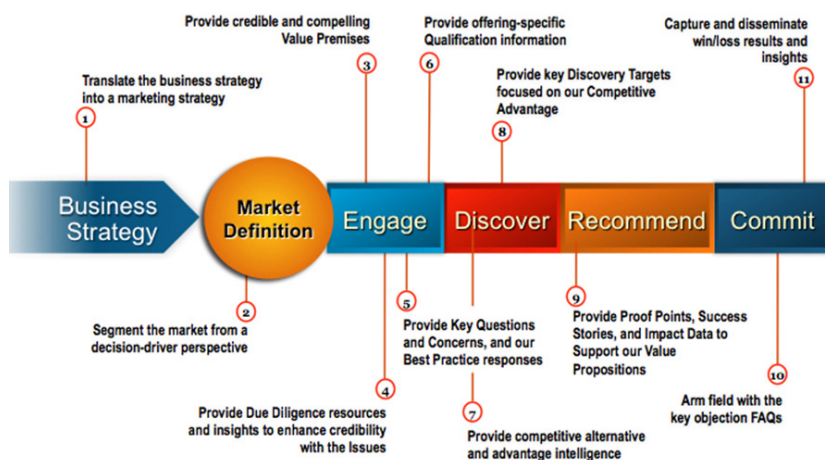 Provide credible and compelling
Value Premises
3
Provide offering-specific
Qualification information
6
Capture and disseminate
win/loss results and
insights
11
Translate the business strategy
into a marketing strategy
1
Provide key Discovery Targets
focused on our Competitive
Advantage
8
Business
Strategy
Market
Definition
Engage
Discover
Recommend
Commit
2
Segment the market from a
decision-driver perspective
5
Provide Key Questions
and Concerns, and our
Best Practice responses
9
Provide Proof Points, Success
Stories, and Impact Data to
Support our Value
Propositions
10
Arm field with the
key objection FAQs
4
Provide Due Diligence resources
and insights to enhance credibility
with the Issues
7
Provide competitive alternative
and advantage intelligence